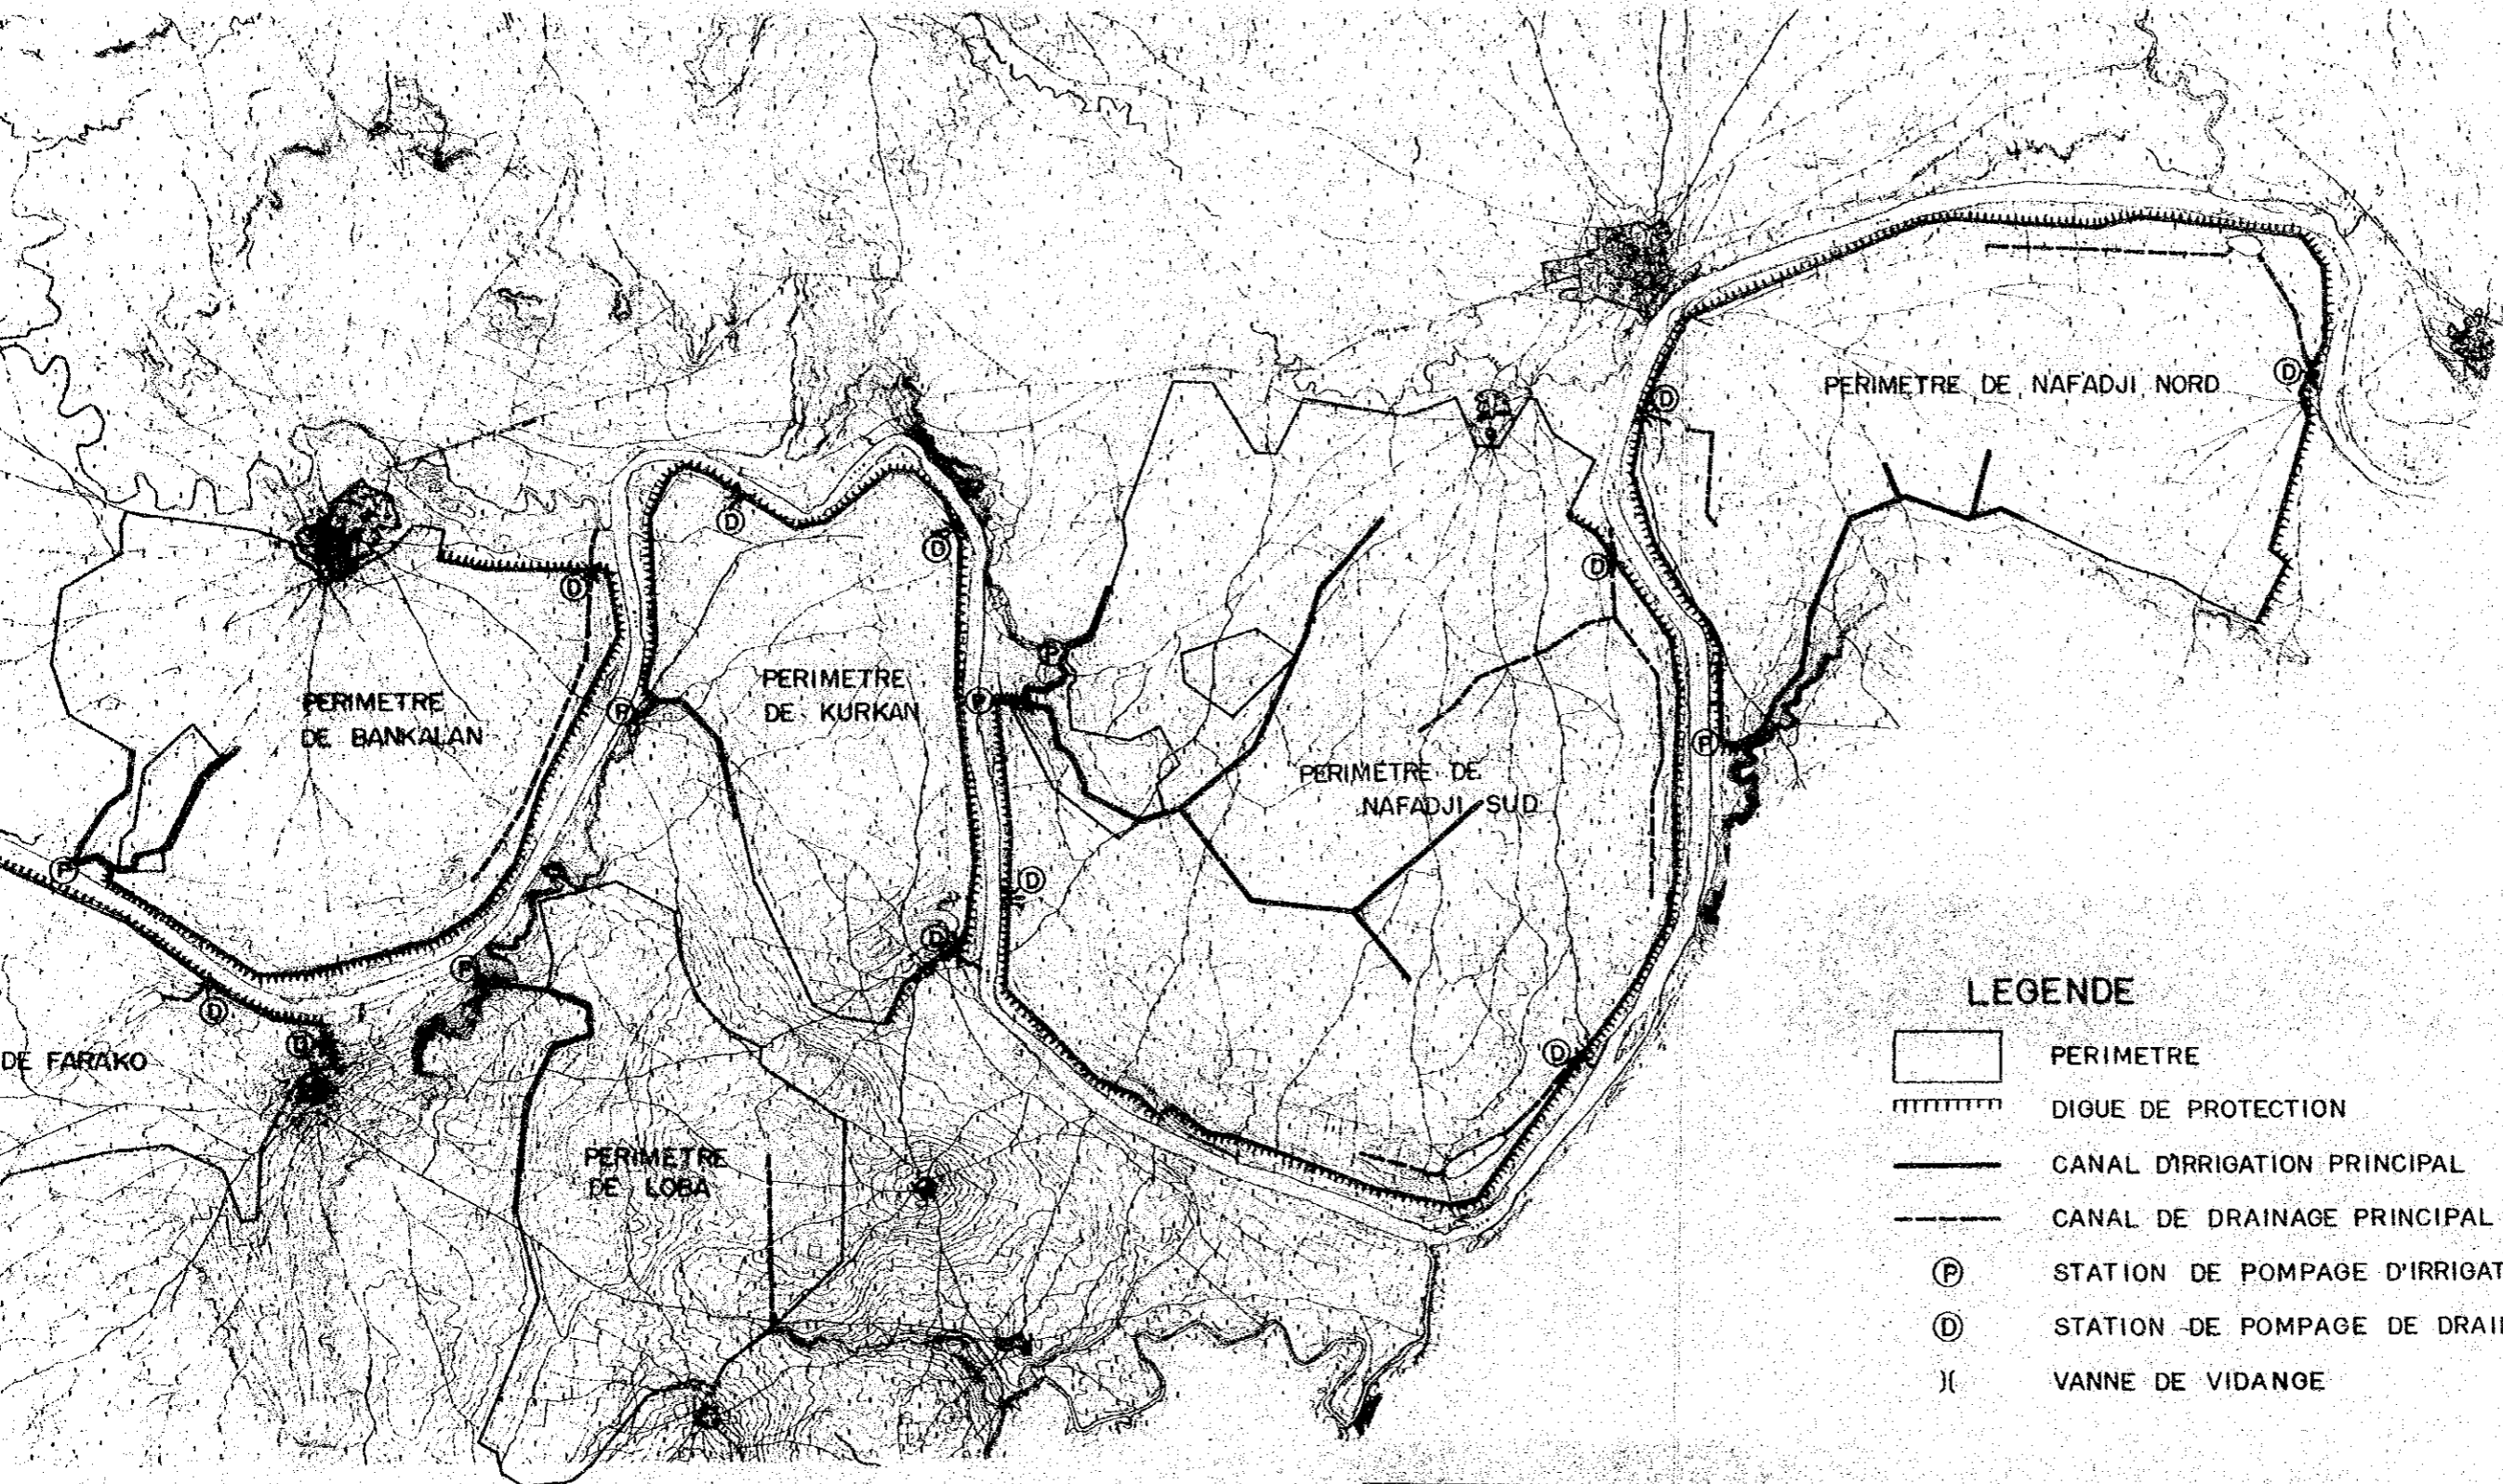 D
PERIMETRE DE NAFADJI NORD
D
D
D
D
D
P
PERIMETRE
DE KURKAN
P
PERIMETRE
DE BANKALAN
P
P
PERIMETRE DE
NAFADJI SUD
P
D
D
P
D
D
D
DE FARAKO
PERIMETRE
DE LOBA
LEGENDE
PERIMETRE
DIGUE DE PROTECTION
CANAL D'IRRIGATION PRINCIPAL
CANAL DE DRAINAGE PRINCIPAL
P STATION DE POMPAGE D'IRRIGAT
D STATION DE POMPAGE DE DRAI
VANNE DE VIDANGE